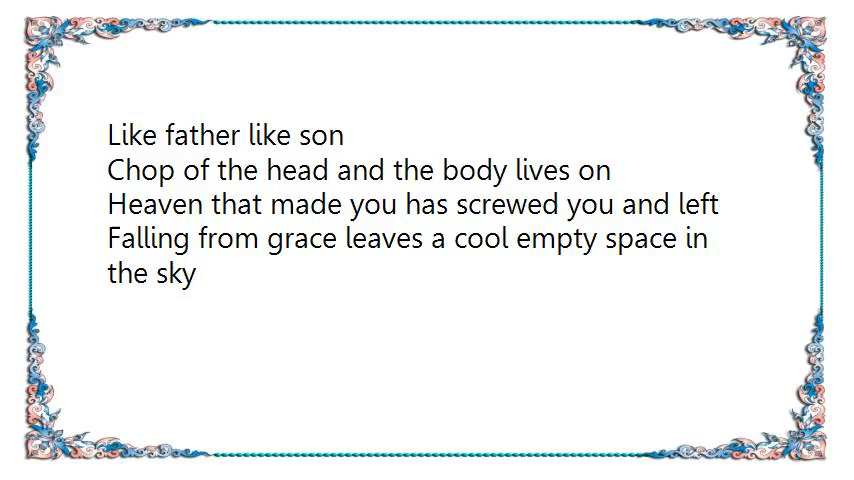 Like father like son
Chop of the head and the body lives on
Heaven that made you has screwed you and left
Falling from grace leaves a cool empty space in
the sky